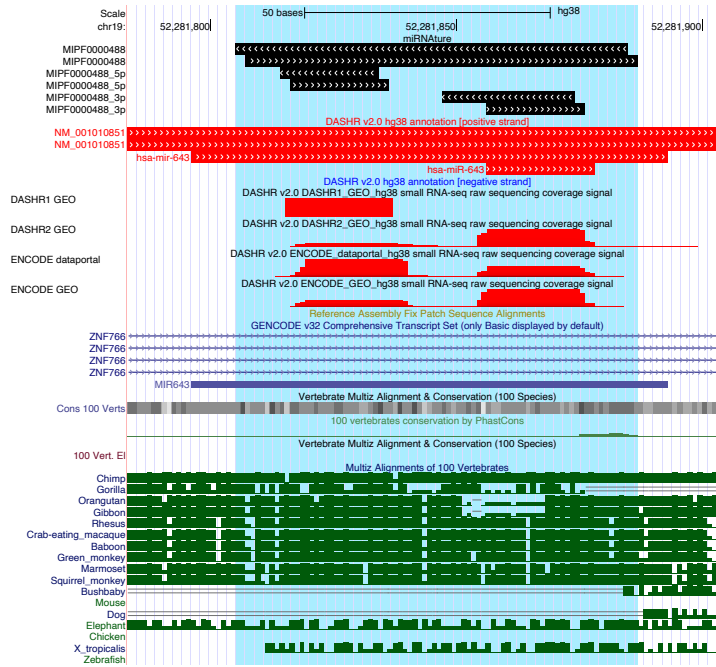 Scale 50 bases hg38
chr19: 52,281,800 52,281,850 52,281,900
miRNAture
MIPF0000488
MIPF0000488
MIPF0000488_5p
MIPF0000488_5p
MIPF0000488_3p
MIPF0000488_3p
DASHR v2.0 hg38 annotation [positive strand]
NM_001010851
NM_001010851
hsa-mir-643
hsa-miR-643
DASHR v2.0 hg38 annotation [negative strand]
DASHR v2.0 DASHR1_GEO_hg38 small RNA-seq raw sequencing coverage signal
DASHR1 GEO
DASHR v2.0 DASHR2_GEO_hg38 small RNA-seq raw sequencing coverage signal
DASHR2 GEO
DASHR v2.0 ENCODE_dataportal_hg38 small RNA-seq raw sequencing coverage signal
ENCODE dataportal
DASHR v2.0 ENCODE_GEO_hg38 small RNA-seq raw sequencing coverage signal
ENCODE GEO
Reference Assembly Fix Patch Sequence Alignments
GENCODE v32 Comprehensive Transcript Set (only Basic displayed by default)
ZNF766
ZNF766
ZNF766
ZNF766
MIR643
Vertebrate Multiz Alignment & Conservation (100 Species)
Cons 100 Verts
100 vertebrates conservation by PhastCons
Vertebrate Multiz Alignment & Conservation (100 Species)
100 Vert. El
Multiz Alignments of 100 Vertebrates
Chimp
Gorilla
Orangutan
Gibbon
Rhesus
Crab-eating_macaque
Baboon
Green_monkey
Marmoset
Squirrel_monkey
Bushbaby
Mouse
Dog
Elephant
Chicken
X_tropicalis
Zebrafish